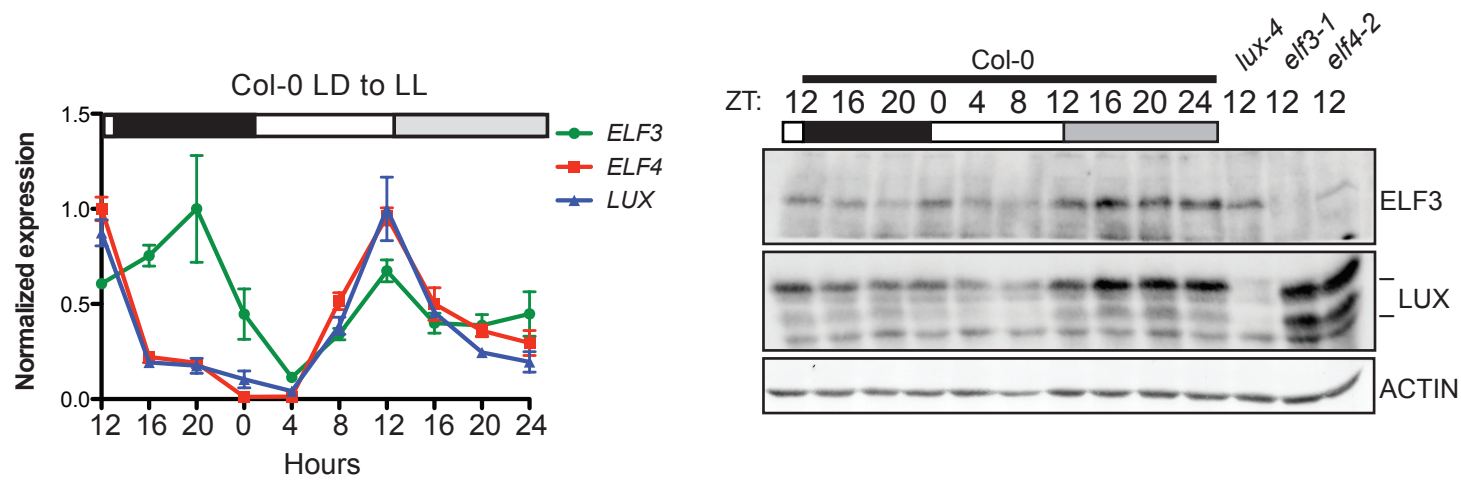 Col-0 LD to LL
Normalized expression
1.5
1.0
0.5
0.0
12 16 20 0 4 8 12 16 20 24
Hours
ELF3
ELF4
LUX
Col-0
lux-4 elf3-1 elf4-2
ZT: 12 16 20 0 4 8 12 16 20 24 12 12 12
ELF3
LUX
ACTIN